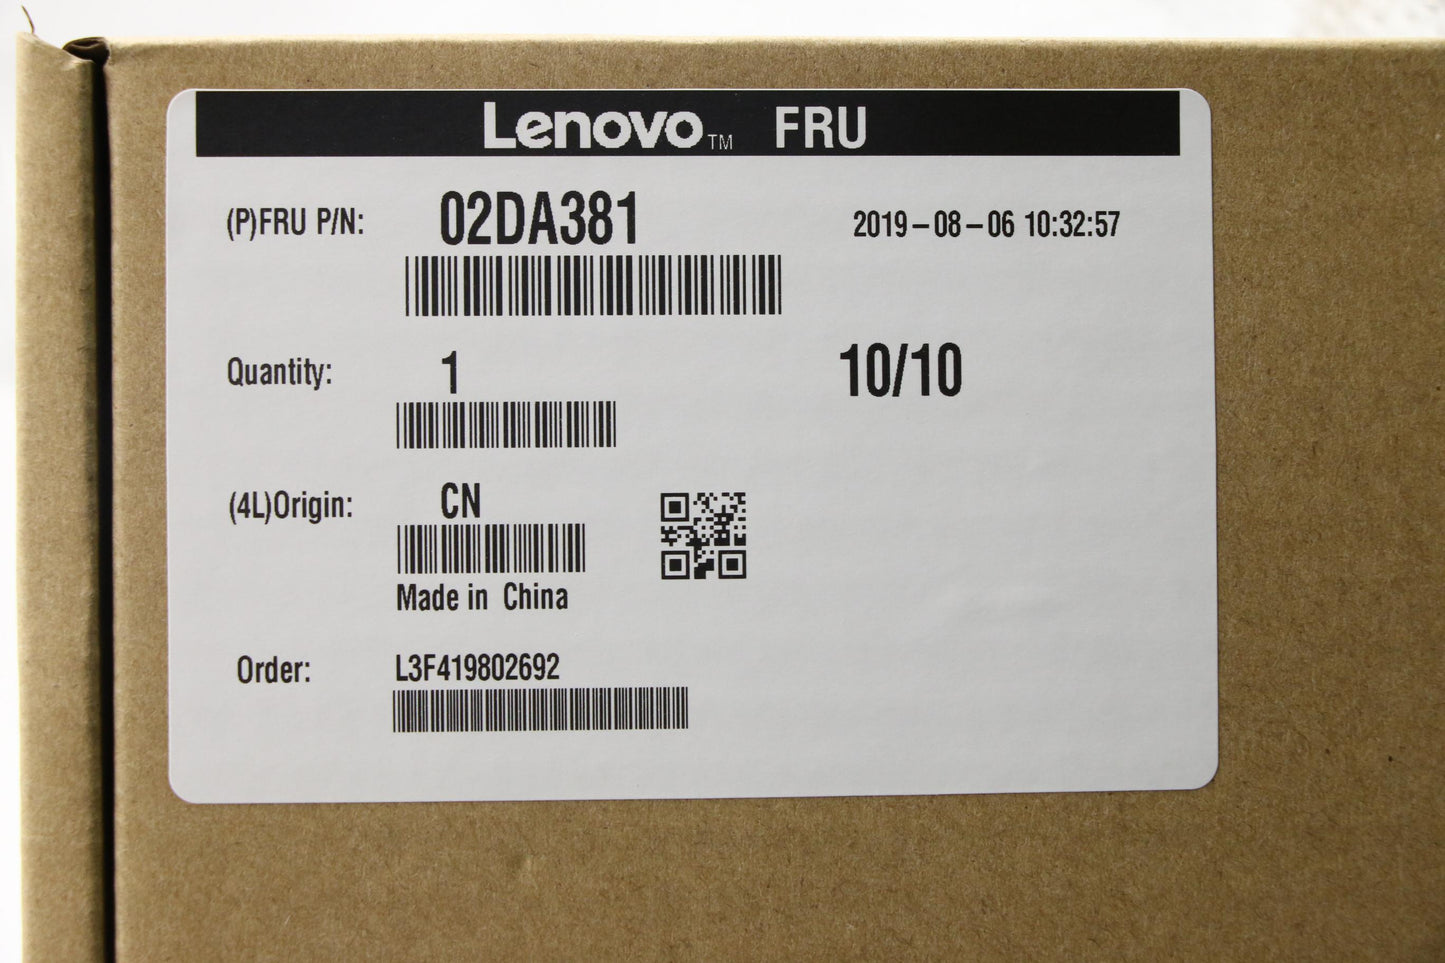 Lenovo™ FRU
(P)FRU P/N: 02DA381 2019-08-06 10:32:57
Quantity: 1 10/10
(4L)Origin: CN
Made in China
Order: L3F419802692